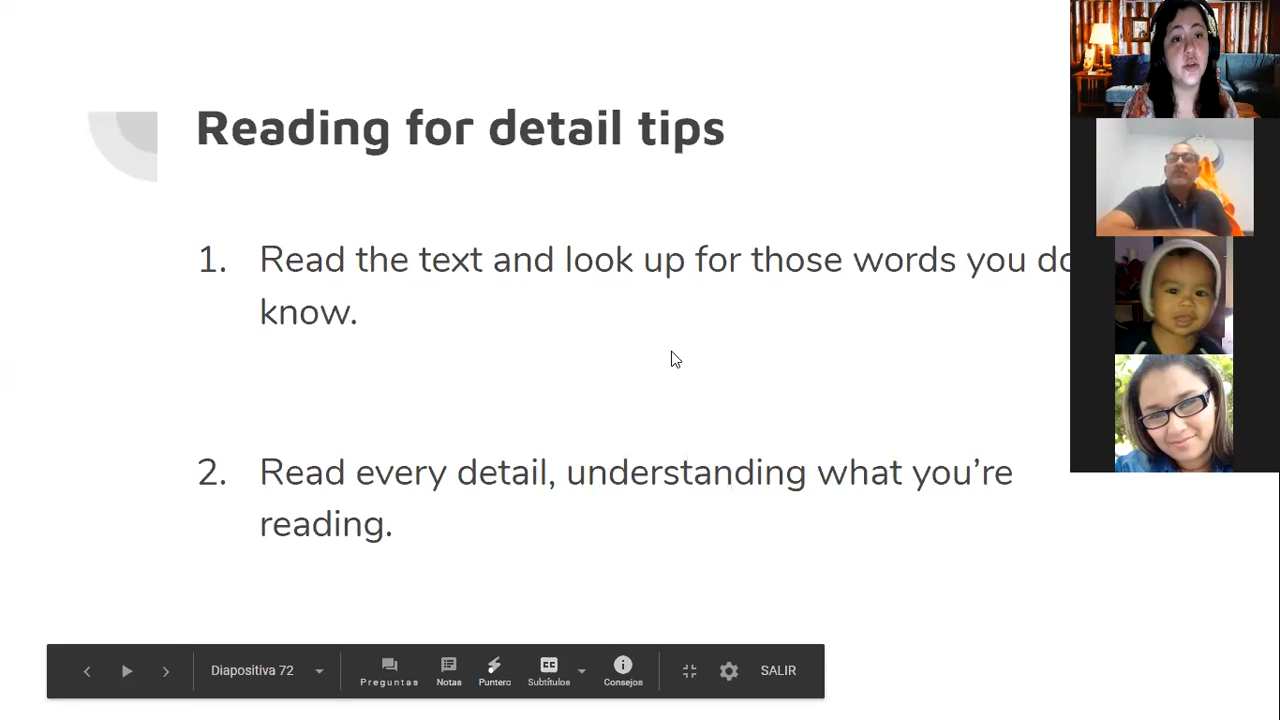 Reading for detail tips
1. Read the text and look up for those words you do
know.
2. Read every detail, understanding what you're
reading.
Diapositiva 72
Preguntas
Notas
Puntero
Subtítulos
Consejos
SALIR